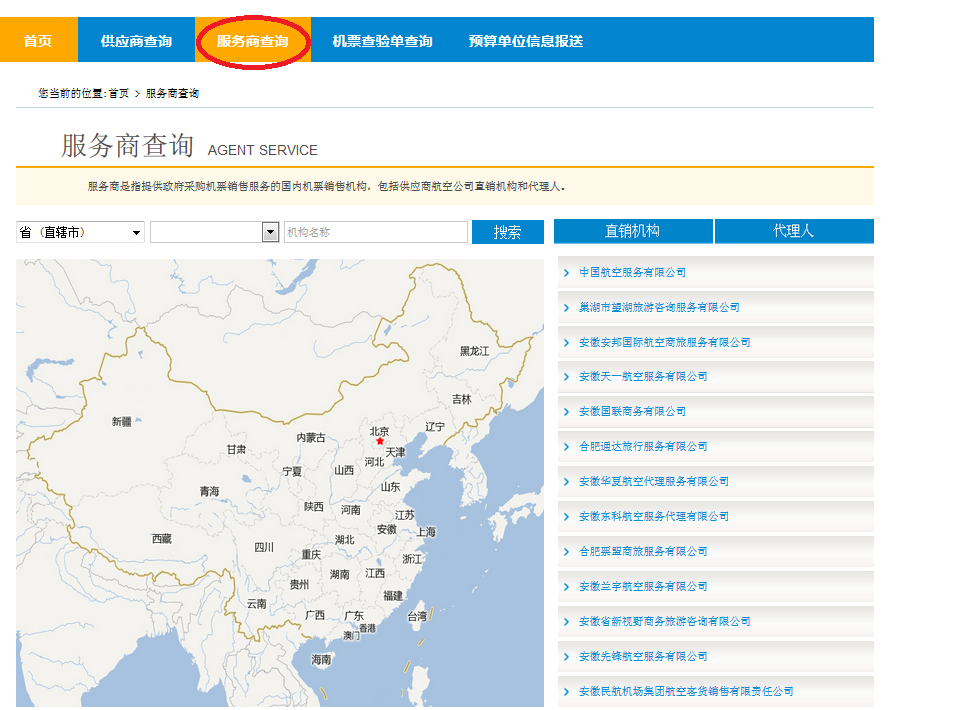 首页 供应商查询 服务商查询 机票查验单查询 预算单位信息报送
您当前的位置:首页 > 服务商查询
服务商查询 AGENT SERVICE
服务商是指提供政府采购机票销售服务的国内机票销售机构，包括供应商航空公司直销机构和代理人。
省（直辖市） 机构名称 搜索
直销机构 代理人
中国航空服务有限公司
巢湖市望湖旅游咨询服务有限公司
安徽安邦国际航空商旅服务有限公司
安徽天一航空服务有限公司
安徽国联商务有限公司
合肥通达旅行服务有限公司
安徽华夏航空代理服务有限公司
安徽东科航空服务代理有限公司
合肥票盟商旅服务有限公司
安徽兰宇航空服务有限公司
安徽省新视野商务旅游咨询有限公司
安徽先锋航空服务有限公司
安徽民航机场集团航空客货销售有限责任公司
黑龙江
吉林
新疆
北京
辽宁
内蒙古
甘肃
天津
河北
宁夏
山西
青海
山东
陕西
河南
江苏
安徽
上海
西藏
湖北
四川
重庆
浙江
湖南
江西
贵州
福建
云南
广西
广东
台湾
香港
澳门
海南